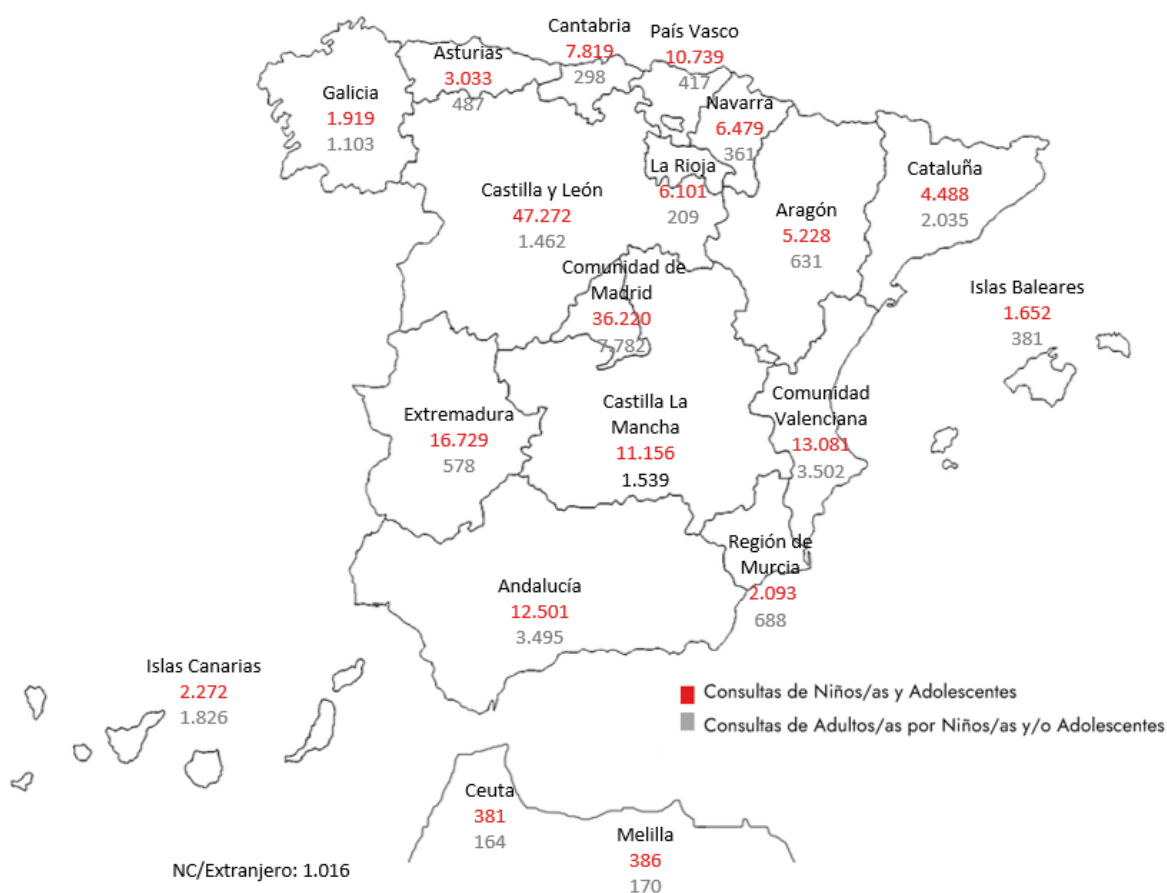 Cantabria
7.819
298
País Vasco
10.739
417
Asturias
3.033
487
Galicia
1.919
1.103
Navarra
6.479
361
La Rioja
6.101
209
Cataluña
4.488
2.035
Castilla y León
47.272
1.462
Aragón
5.228
631
Comunidad de
Madrid
36.220
7.782
Islas Baleares
1.652
381
Extremadura
16.729
578
Castilla La
Mancha
11.156
1.539
Comunidad
Valenciana
13.081
3.502
Región de
Murcia
2.093
688
Andalucía
12.501
3.495
Islas Canarias
2.272
1.826
Consultas de Niños/as y Adolescentes
Consultas de Adultos/as por Niños/as y/o Adolescentes
Ceuta
381
164
Melilla
386
170
NC/Extranjero: 1.016